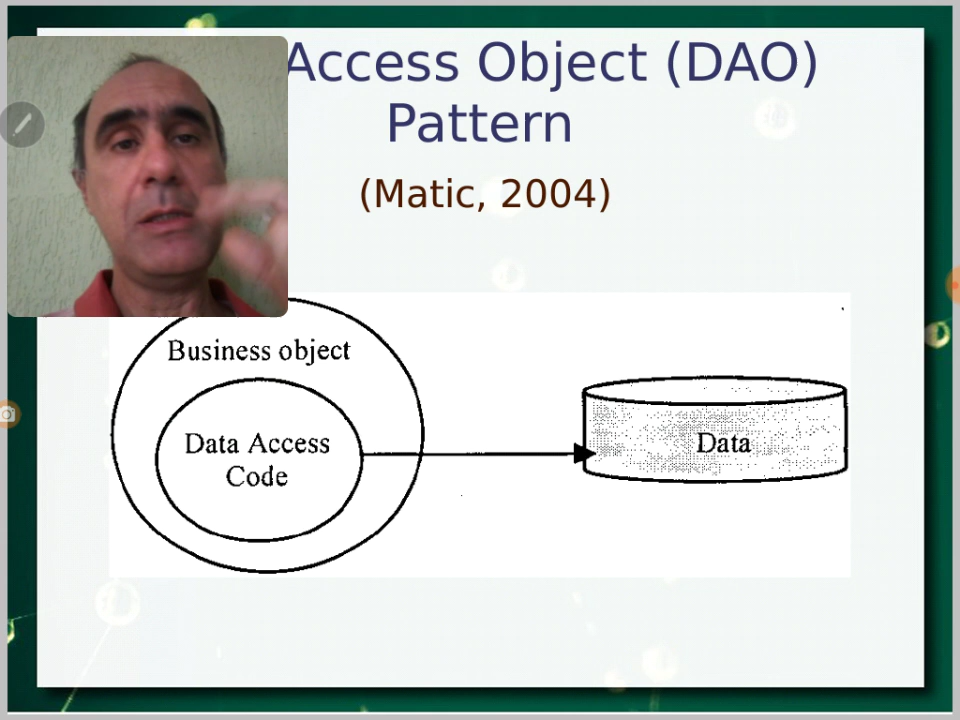 Access Object (DAO)
Pattern
(Matic, 2004)
Business object
Data Access
Code
Data